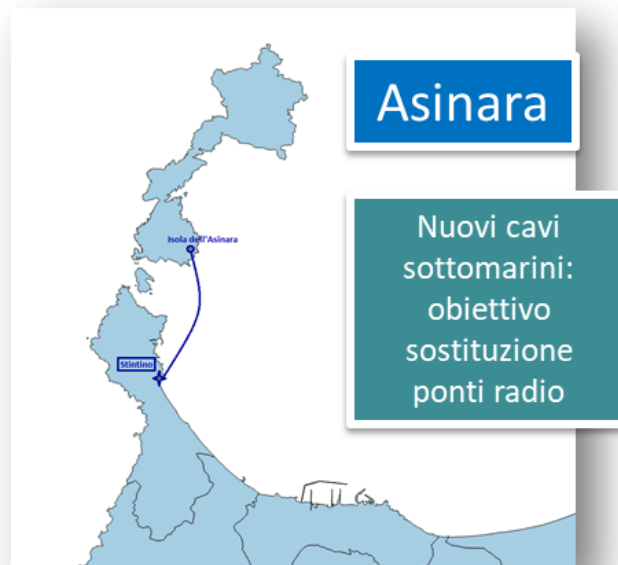 Asinara
Nuovi cavi
sottomarini:
obiettivo
sostituzione
ponti radio
Isola dell'Asinara
Stintino